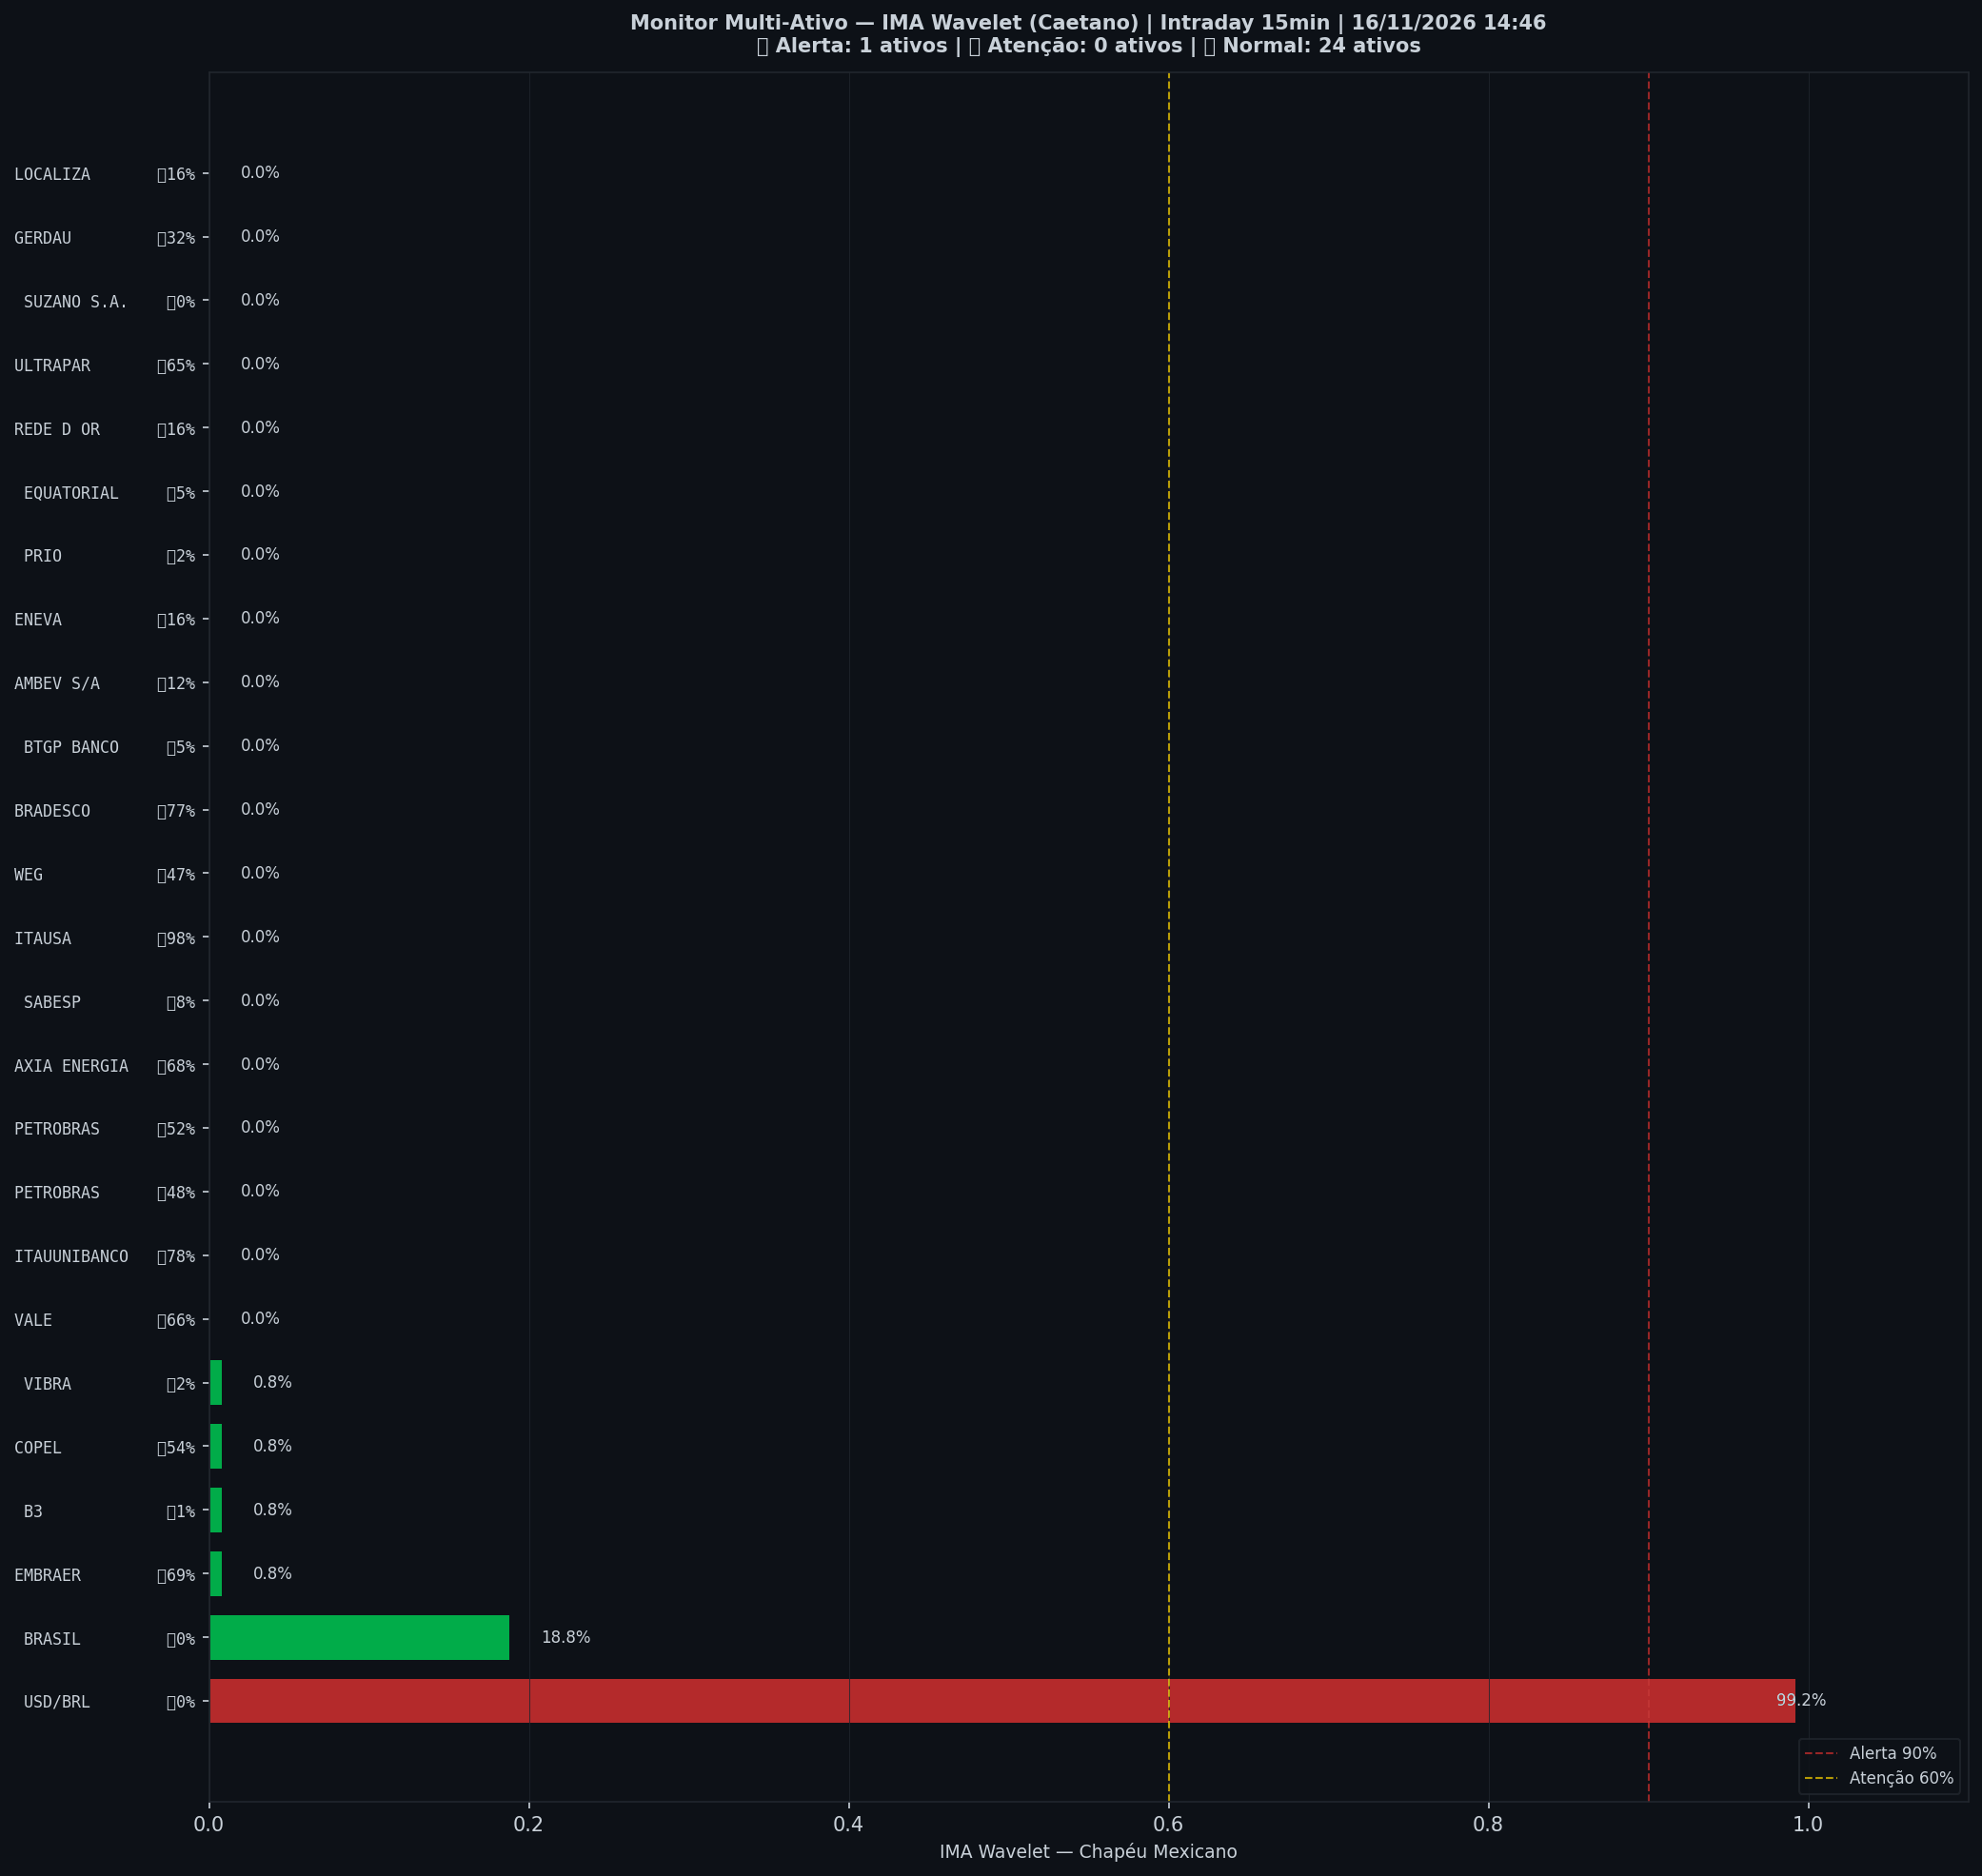 Monitor Multi-Ativo — IMA Wavelet (Caetano) | Intraday 15min | 16/11/2026 14:46
▯ Alerta: 1 ativos | ▯ Atenção: 0 ativos | ▯ Normal: 24 ativos
LOCALIZA ▯16% 0.0%
GERDAU ▯32% 0.0%
SUZANO S.A. ▯0% 0.0%
ULTRAPAR ▯65% 0.0%
REDE D OR ▯16% 0.0%
EQUATORIAL ▯5% 0.0%
PRIO ▯2% 0.0%
ENEVA ▯16% 0.0%
AMBEV S/A ▯12% 0.0%
BTGP BANCO ▯5% 0.0%
BRADESCO ▯77% 0.0%
WEG ▯47% 0.0%
ITAUSA ▯98% 0.0%
SABESP ▯8% 0.0%
AXIA ENERGIA ▯68% 0.0%
PETROBRAS ▯52% 0.0%
PETROBRAS ▯48% 0.0%
ITAUUNIBANCO ▯78% 0.0%
VALE ▯66% 0.0%
VIBRA ▯2% 0.8%
COPEL ▯54% 0.8%
B3 ▯1% 0.8%
EMBRAER ▯69% 0.8%
BRASIL ▯0% 18.8%
USD/BRL ▯0% 99.2%
Alerta 90%
Atenção 60%
0.0 0.2 0.4 0.6 0.8 1.0
IMA Wavelet — Chapéu Mexicano